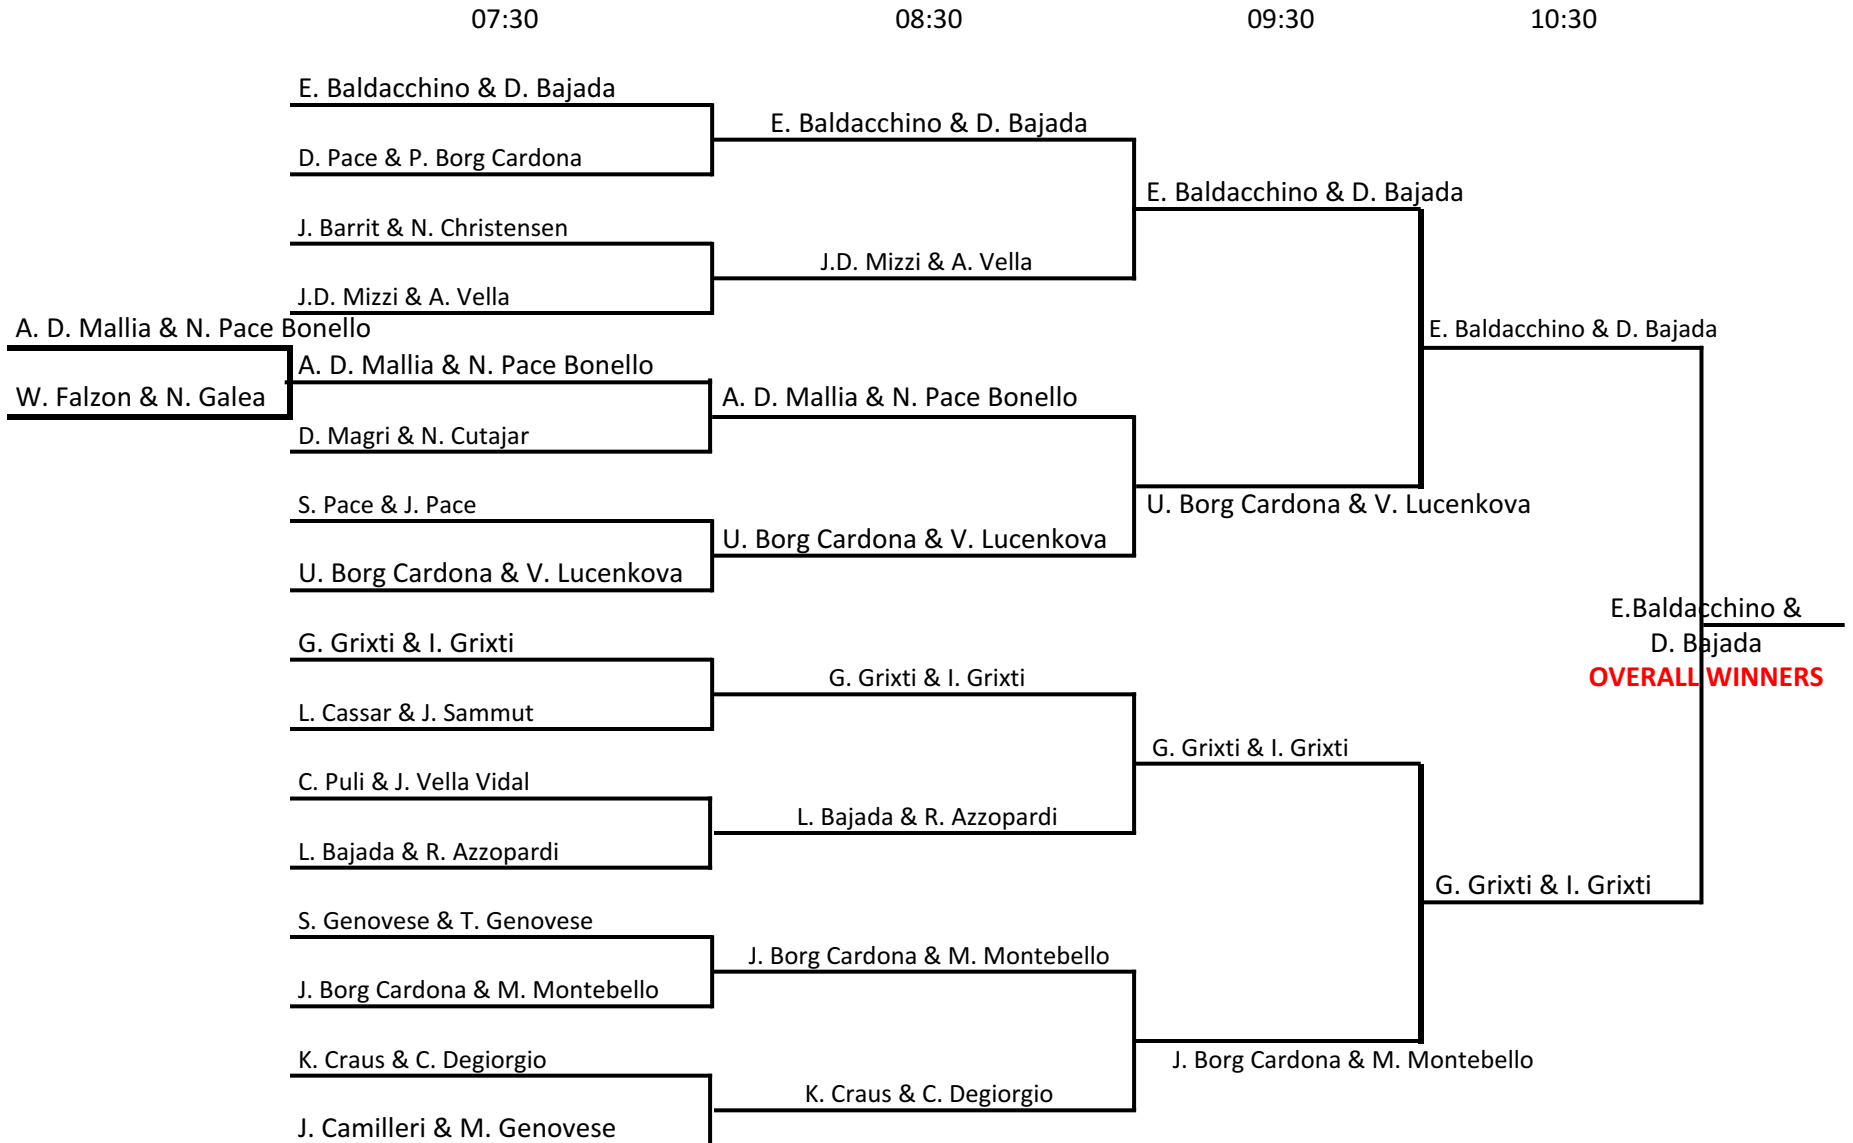 07:30
08:30
09:30
10:30
E. Baldacchino & D. Bajada
D. Pace & P. Borg Cardona
J. Barrit & N. Christensen
J.D. Mizzi & A. Vella
A. D. Mallia & N. Pace Bonello
W. Falzon & N. Galea
A. D. Mallia & N. Pace Bonello
D. Magri & N. Cutajar
S. Pace & J. Pace
U. Borg Cardona & V. Lucenkova
G. Grixti & I. Grixti
L. Cassar & J. Sammut
C. Puli & J. Vella Vidal
L. Bajada & R. Azzopardi
S. Genovese & T. Genovese
J. Borg Cardona & M. Montebello
K. Craus & C. Degiorgio
J. Camilleri & M. Genovese
E. Baldacchino & D. Bajada
J.D. Mizzi & A. Vella
A. D. Mallia & N. Pace Bonello
U. Borg Cardona & V. Lucenkova
G. Grixti & I. Grixti
L. Bajada & R. Azzopardi
J. Borg Cardona & M. Montebello
K. Craus & C. Degiorgio
E. Baldacchino & D. Bajada
U. Borg Cardona & V. Lucenkova
G. Grixti & I. Grixti
J. Borg Cardona & M. Montebello
E. Baldacchino & D. Bajada
G. Grixti & I. Grixti
E.Baldacchino &
D. Bajada
OVERALL WINNERS